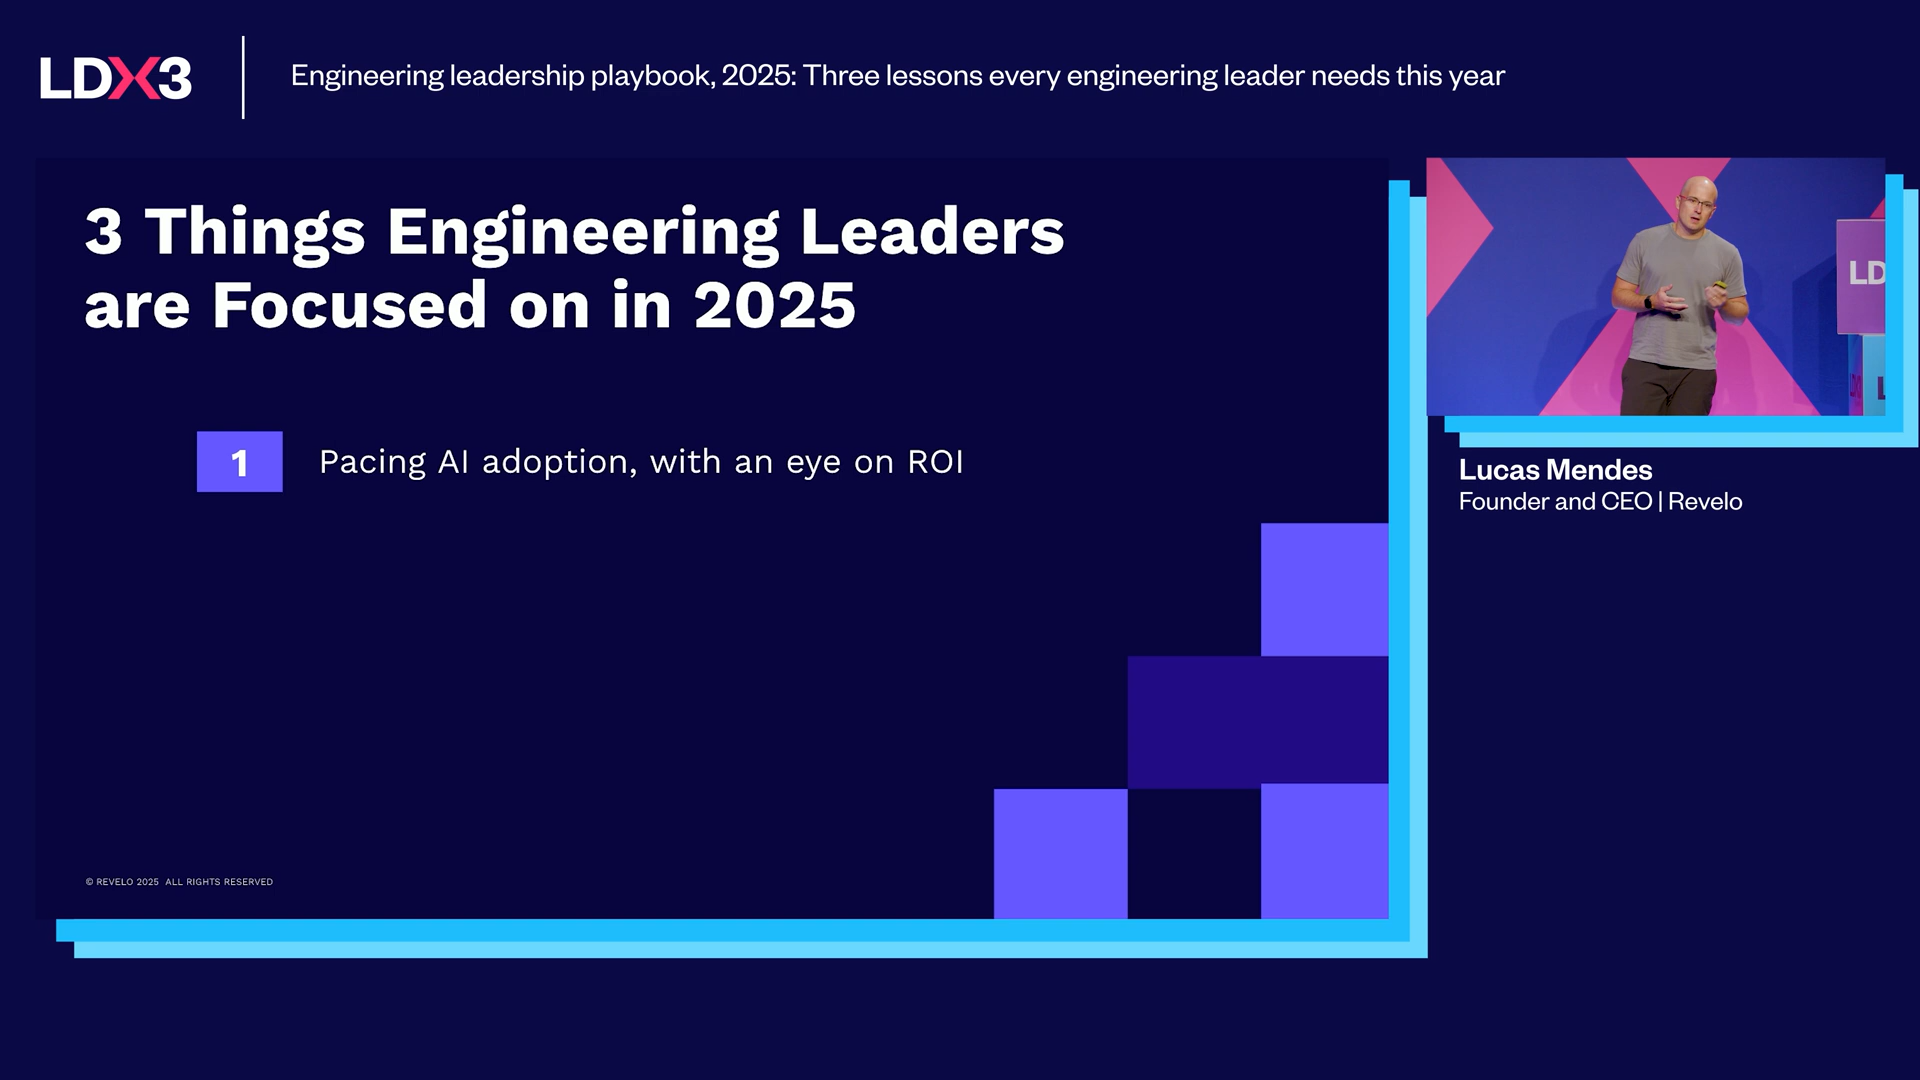 LDX3
Engineering leadership playbook, 2025: Three lessons every engineering leader needs this year
3 Things Engineering Leaders
are Focused on in 2025
1 Pacing AI adoption, with an eye on ROI
© REVELO 2025 ALL RIGHTS RESERVED
LD
L
Lucas Mendes
Founder and CEO | Revelo